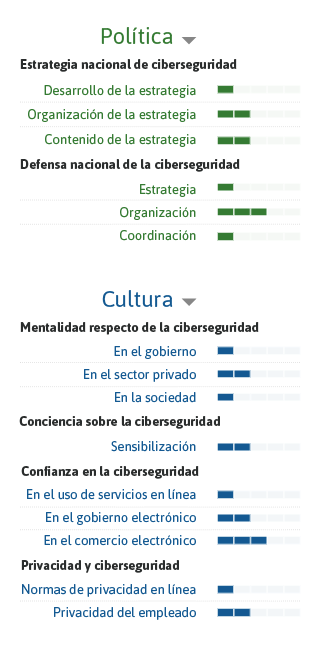 Política
Estrategia nacional de ciberseguridad
Desarrollo de la estrategia
Organización de la estrategia
Contenido de la estrategia
Defensa nacional de la ciberseguridad
Estrategia
Organización
Coordinación
Cultura
Mentalidad respecto de la ciberseguridad
En el gobierno
En el sector privado
En la sociedad
Conciencia sobre la ciberseguridad
Sensibilización
Confianza en la ciberseguridad
En el uso de servicios en línea
En el gobierno electrónico
En el comercio electrónico
Privacidad y ciberseguridad
Normas de privacidad en línea
Privacidad del empleado